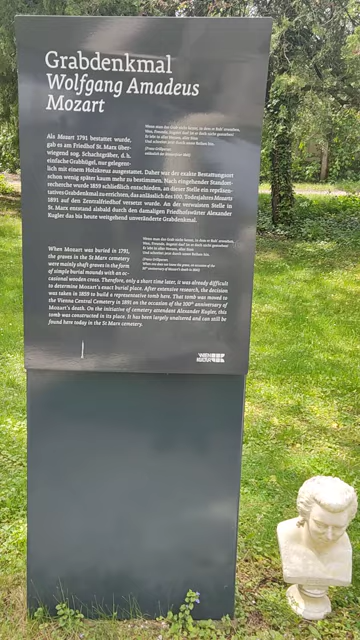 Grabdenkmal
Wolfgang Amadeus
Mozart
Als Mozart 1791 bestattet wurde,
gab es am Friedhof St. Marx über-
wiegend sog. Schachtgräber, d. h.
einfache Grabhügel, nur gelegent-
lich mit einem Holzkreuz ausgestattet. Daher war der exakte Bestattungsort
schon wenig später kaum mehr zu bestimmen. Nach eingehender Standort-
recherche wurde 1859 schließlich entschieden, an dieser Stelle ein repräsen-
tatives Grabdenkmal zu errichten, das anlässlich des 100. Todesjahrs Mozarts
1891 auf den Zentralfriedhof versetzt wurde. An der verwaisten Stelle in
St. Marx entstand alsbald durch den damaligen Friedhofswärter Alexander
Kugler das bis heute weitgehend unveränderte Grabdenkmal.
When Mozart was buried in 1791,
the graves in the St Marx cemetery
were mainly shaft graves in the form
of simple burial mounds with an oc-
casional wooden cross. Therefore, only a short time later, it was already difficult
to determine Mozart's exact burial place. After extensive research, the decision
was taken in 1859 to build a representative tomb here. That tomb was moved to
the Vienna Central Cemetery in 1891 on the occasion of the 100th anniversary of
Mozart's death. On the initiative of cemetery attendant Alexander Kugler, this
tomb was constructed in its place. It has been largely unaltered and can still be
found here today in the St Marx cemetery.
WIEN
KULTUR